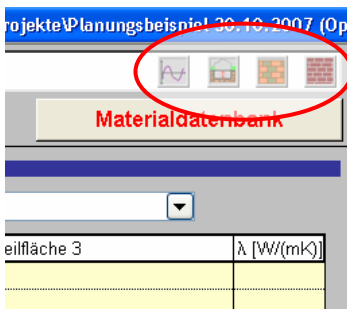 rojekte\Planungsbeispiel 30.10.2007 (Op
Materialdatenbank
eilfläche 3 λ [W/(mK)]